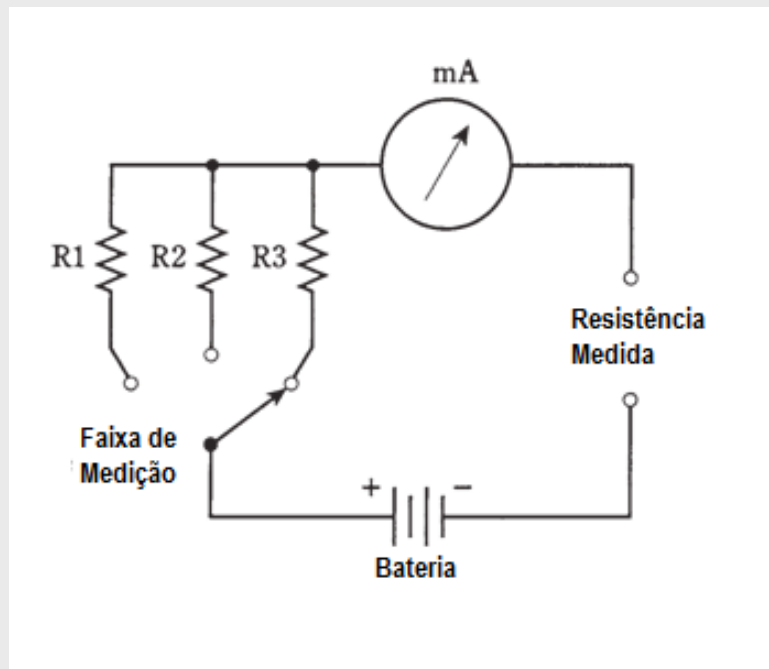 mA
R1 R2 R3
Resistência
Medida
Faixa de
Medição
+ −
Bateria